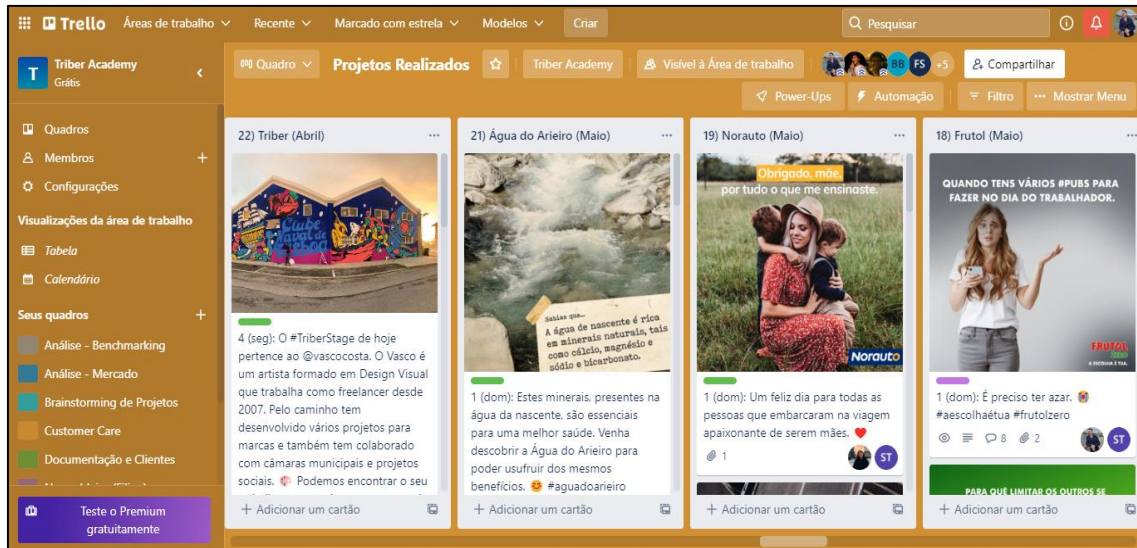 Trello
Áreas de trabalho
Recente
Marcado com estrela
Modelos
Criar
Pesquisar
T
Triber Academy
Grátis
Quadro
Projetos Realizados
Triber Academy
Visível à Área de trabalho
BB
FS
+5
Compartilhar
Power-Ups
Automação
Filtro
Mostrar Menu
Quadros
Membros
Configurações
Visualizações da área de trabalho
Tabela
Calendário
Seus quadros
Análise - Benchmarking
Análise - Mercado
Brainstorming de Projetos
Customer Care
Documentação e Clientes
Teste o Premium
gratuitamente
22) Triber (Abril)
Clube
Naval de
Lisboa
4 (seg): O #TriberStage de hoje
pertence ao @vascocosta. O Vasco é
um artista formado em Design Visual
que trabalha como freelancer desde
2007. Pelo caminho tem
desenvolvido vários projetos para
marcas e também tem colaborado
com câmaras municipais e projetos
sociais. Podemos encontrar o seu
+ Adicionar um cartão
21) Água do Arieiro (Maio)
Sabias que...
A água de nascente é rica
em minerais naturais, tais
como cálcio, magnésio e
sódio e bicarbonato.
1 (dom): Estes minerais, presentes na
água da nascente, são essenciais
para uma melhor saúde. Venha
descobrir a Água do Arieiro para
poder usufruir dos mesmos
benefícios. 😊 #aguadoarieiro
+ Adicionar um cartão
19) Norauto (Maio)
Obrigado, mãe,
por tudo o que me ensinaste.
Norauto
1 (dom): Um feliz dia para todas as
pessoas que embarcaram na viagem
apaixonante de serem mães. ❤️
1
ST
+ Adicionar um cartão
18) Frutol (Maio)
QUANDO TENS VÁRIOS #PUBS PARA
FAZER NO DIA DO TRABALHADOR.
FRUTOL
ZERO
A ESCOLHA É TUA.
1 (dom): É preciso ter azar.
#aescolhaétua #frutolzero
8
2
ST
PARA QUÊ LIMITAR OS OUTROS SE
+ Adicionar um cartão